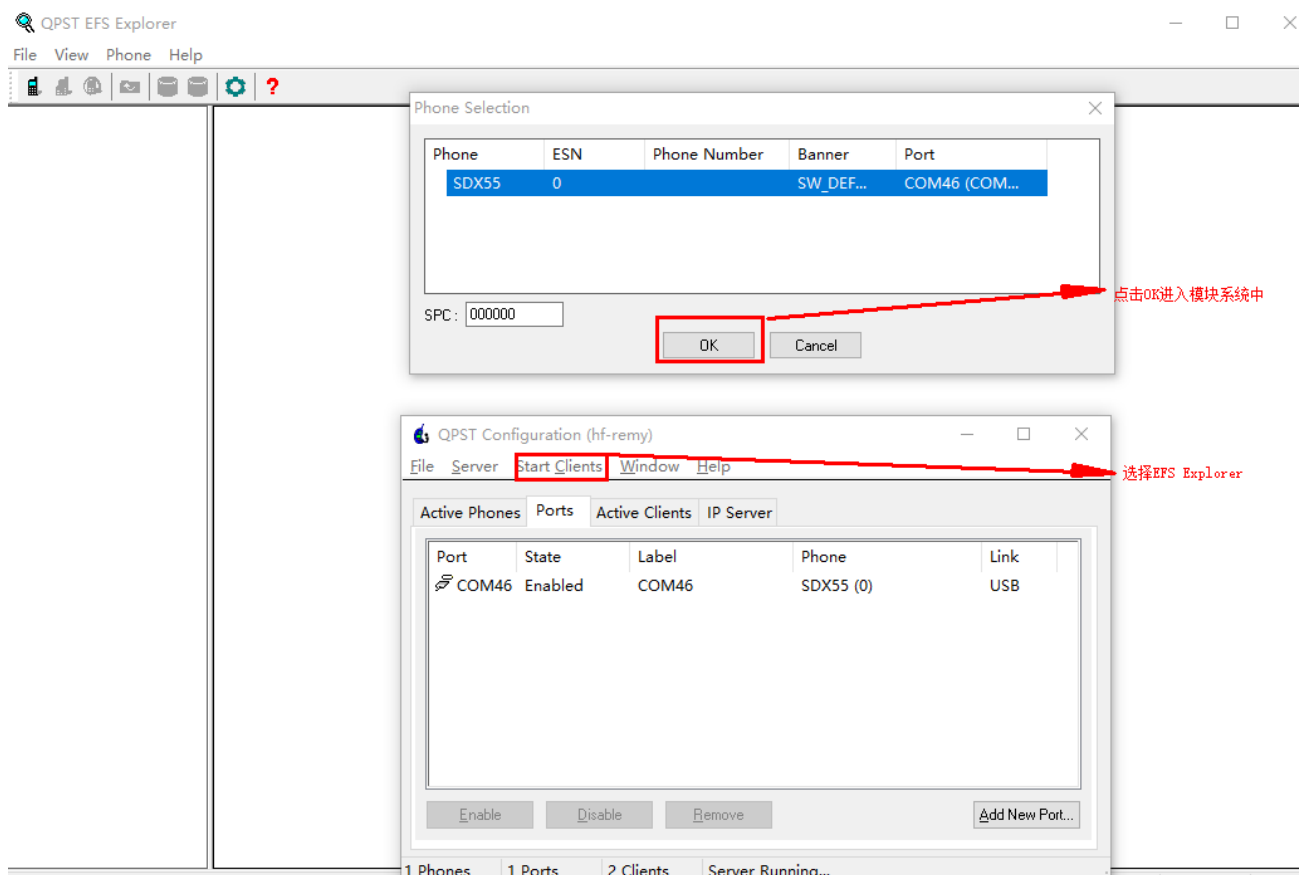 QPST EFS Explorer
File View Phone Help
?
Phone Selection
Phone ESN Phone Number Banner Port
SDX55 0 SW_DEF... COM46 (COM...
点击OK进入模块系统中
SPC : 000000
OK Cancel
QPST Configuration (hf-remy)
File Server Start Clients Window Help
选择EFS Explorer
Active Phones Ports Active Clients IP Server
Port State Label Phone Link
COM46 Enabled COM46 SDX55 (0) USB
Enable Disable Remove Add New Port...
1 Phones 1 Ports 2 Clients Server Running...